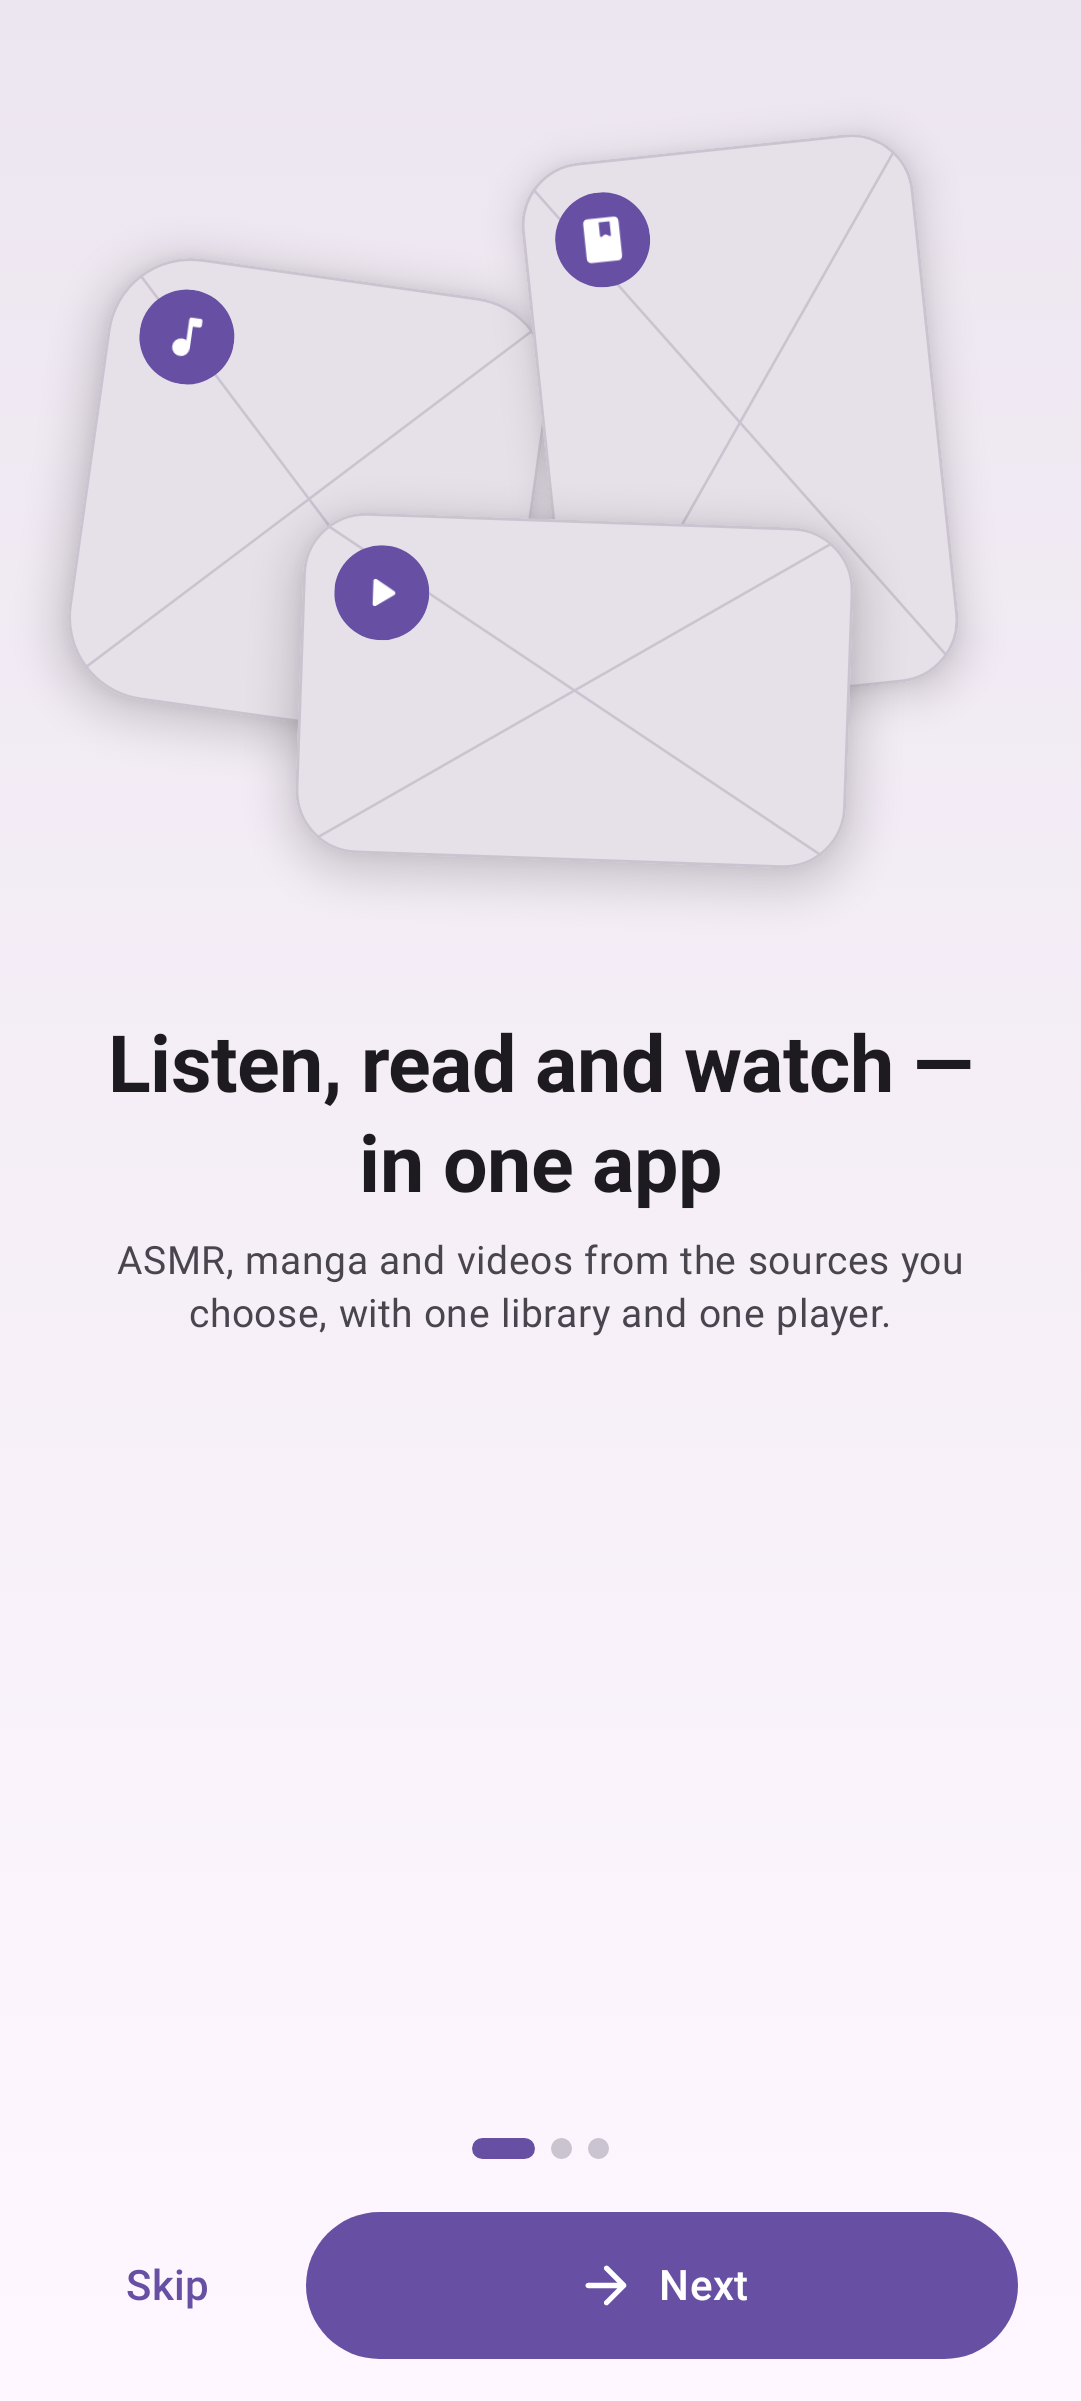 Listen, read and watch —
in one app
ASMR, manga and videos from the sources you
choose, with one library and one player.
Skip
Next